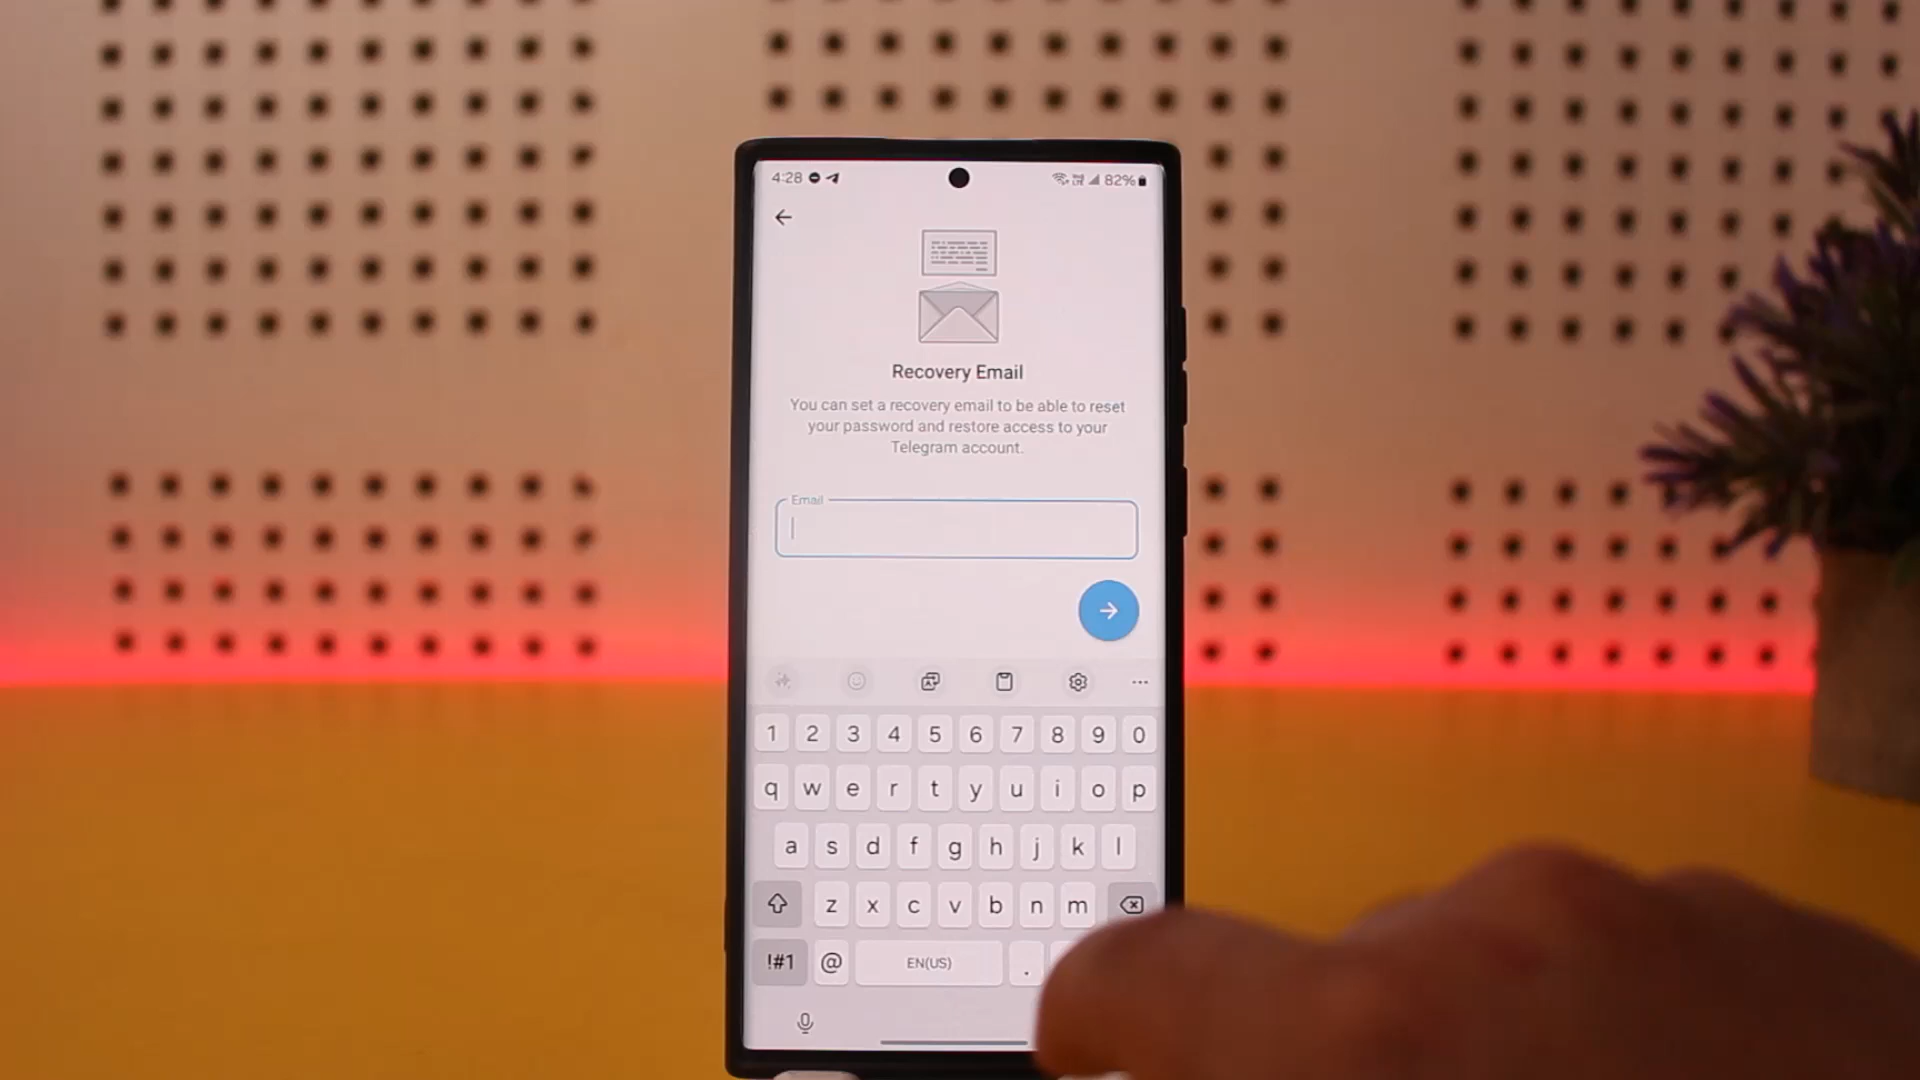 4:28 82%
Recovery Email
You can set a recovery email to be able to reset
your password and restore access to your
Telegram account.
Email
1 2 3 4 5 6 7 8 9 0
q w e r t y u i o p
a s d f g h j k l
z x c v b n m
!#1 @ EN(US) .